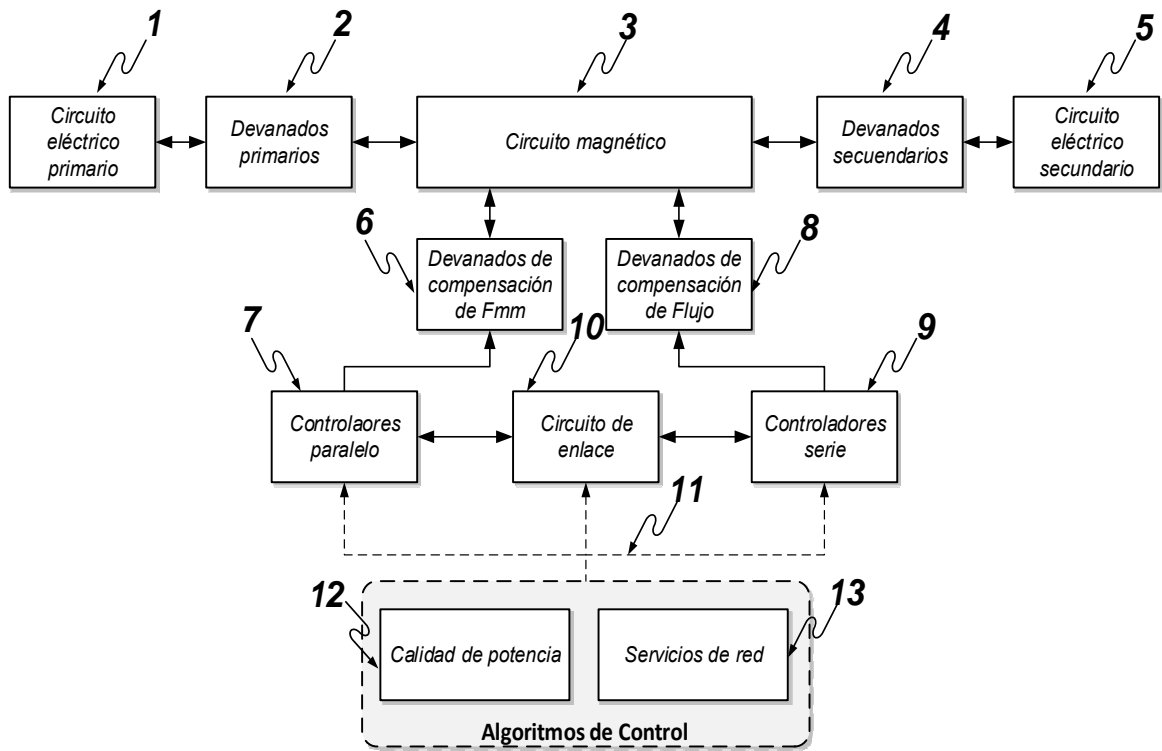 1
2
3
4
5
Circuito
eléctrico
primario
Devanados
primarios
Circuito magnético
Devanados
secuendarios
Circuito
eléctrico
secundario
6
8
Devanados de
compensación
de Fmm
Devanados de
compensación
de Flujo
7
10
9
Controlaores
paralelo
Circuito de
enlace
Controladores
serie
11
12
13
Calidad de potencia
Servicios de red
Algoritmos de Control